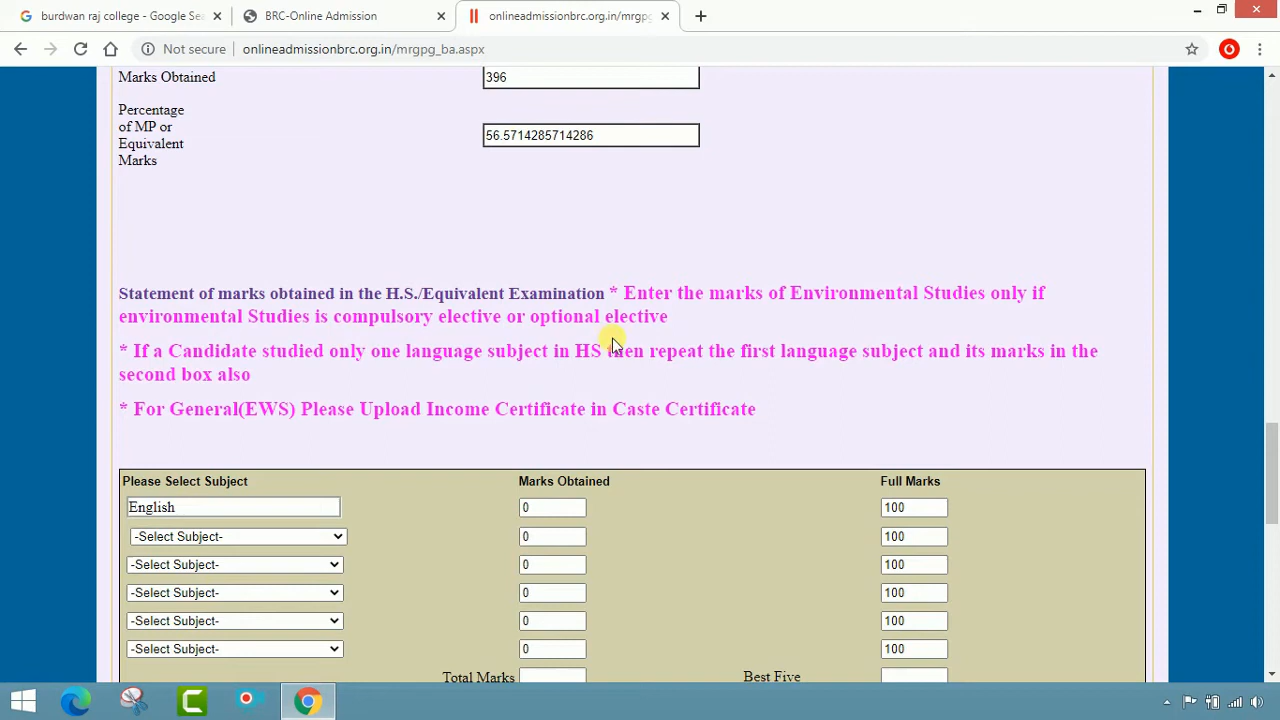 burdwan raj college - Google Se
BRC-Online Admission
onlineadmissionbrc.org.in/mrgpg
Not secure
onlineadmissionbrc.org.in/mrgpg_ba.aspx
Marks Obtained
396
Percentage
of MP or
Equivalent
Marks
56.5714285714286
Statement of marks obtained in the H.S./Equivalent Examination * Enter the marks of Environmental Studies only if
environmental Studies is compulsory elective or optional elective
* If a Candidate studied only one language subject in HS then repeat the first language subject and its marks in the
second box also
* For General(EWS) Please Upload Income Certificate in Caste Certificate
Please Select Subject Marks Obtained Full Marks
English 0 100
-Select Subject- 0 100
-Select Subject- 0 100
-Select Subject- 0 100
-Select Subject- 0 100
-Select Subject- 0 100
Total Marks Best Five